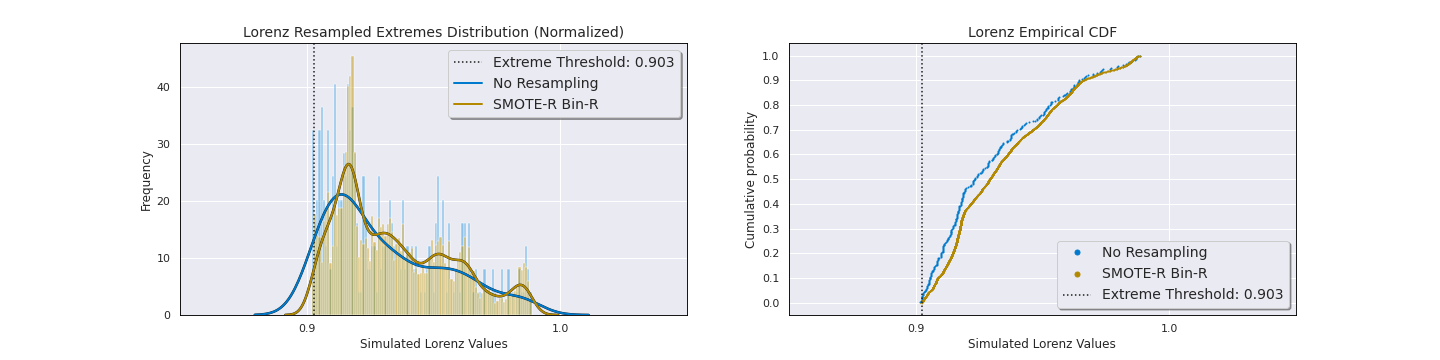 Lorenz Resampled Extremes Distribution (Normalized)
Frequency
40
30
20
10
0
Extreme Threshold: 0.903
No Resampling
SMOTE-R Bin-R
0.9
1.0
Simulated Lorenz Values
Lorenz Empirical CDF
Cumulative probability
1.0
0.9
0.8
0.7
0.6
0.5
0.4
0.3
0.2
0.1
0.0
No Resampling
SMOTE-R Bin-R
Extreme Threshold: 0.903
0.9
1.0
Simulated Lorenz Values